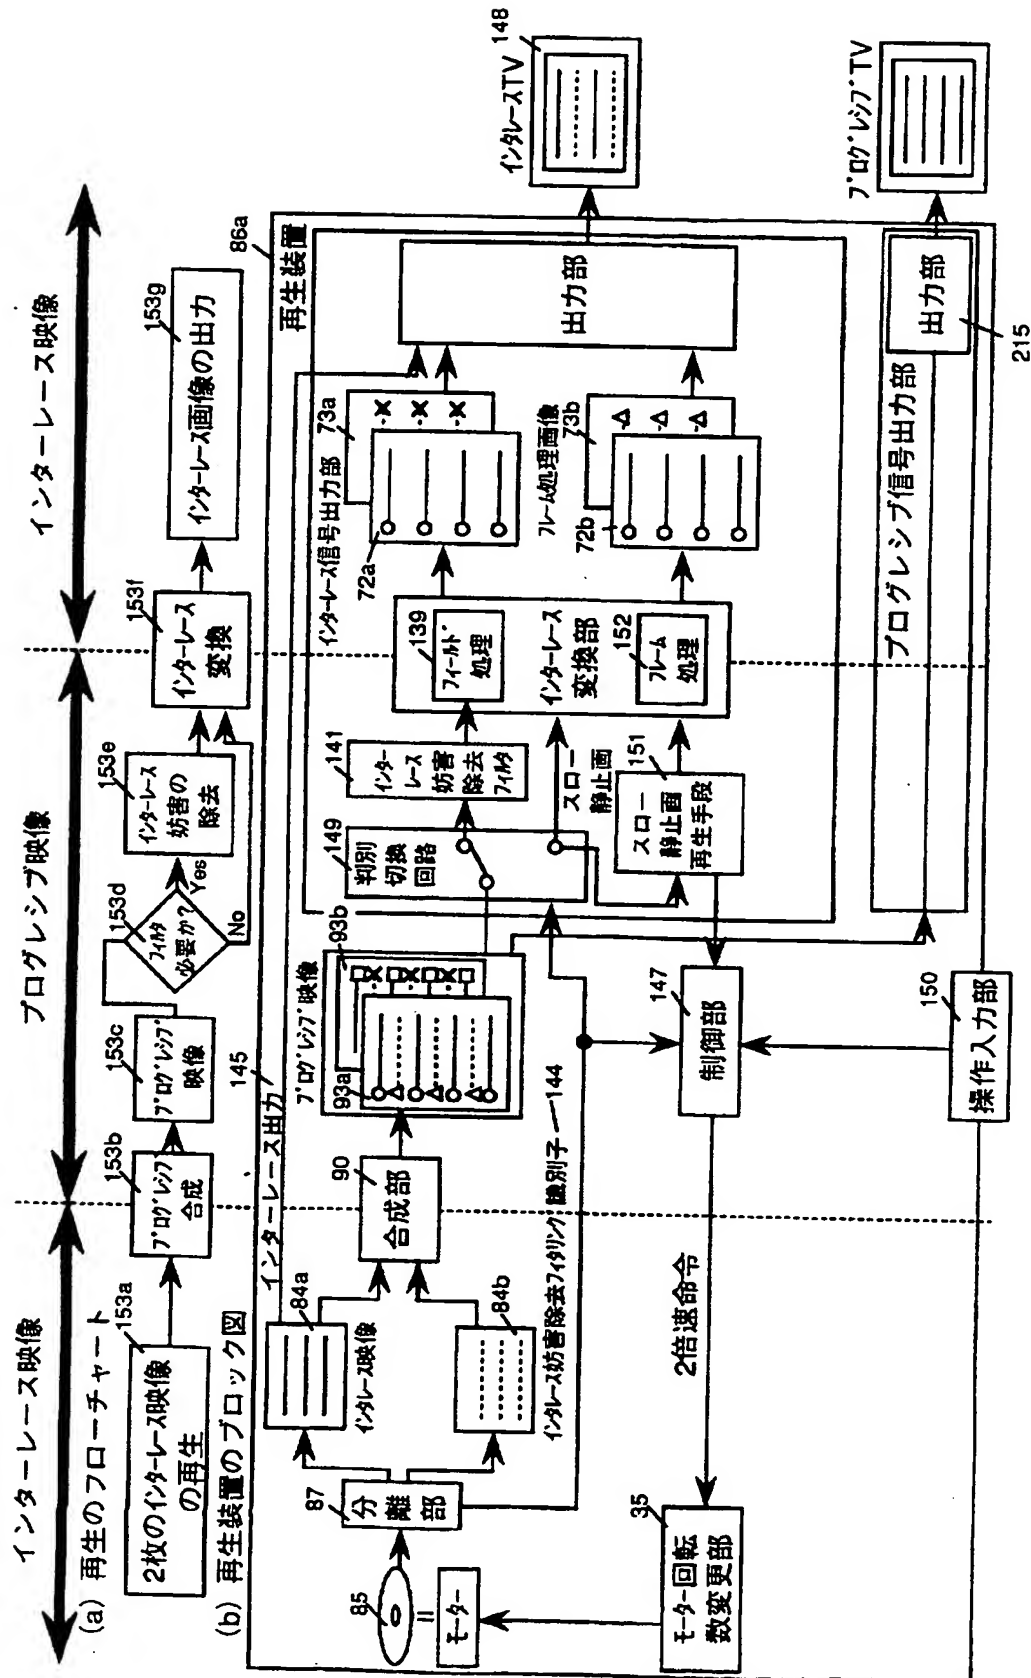 インターレース映像
プログレシブ映像
インターレース映像
(a) 再生のフローチャート
153a
2枚のインターレース映像
の再生
153b
プログレシブ
合成
153c
プログレシブ
映像
153d
フィルタ
必要か?
Yes
No
153e
インターレース
妨害の
除去
153f
インターレース
変換
153g
インターレース画像の出力
(b) 再生装置のブロック図
インターレース出力
145
86a
再生装置
85
モーター
87
分離部
84a
インタレース映像
84b
90
合成部
プログレシブ映像
93a
93b
149
判別
切換
回路
141
インター
レース
妨害
除去
フィルタ
スロー
静止画
151
スロー
静止画
再生手段
139
フィールド
処理
インターレース
変換部
152
フレーム
処理
インターレース信号出力部
72a
73a
フレーム処理画像
72b
73b
出力部
インタレースTV
148
インタレース妨害除去フィタリング識別子
144
35
モーター回転
数変更部
2倍速命令
147
制御部
150
操作入力部
プログレシブ信号出力部
出力部
215
プログレシブTV